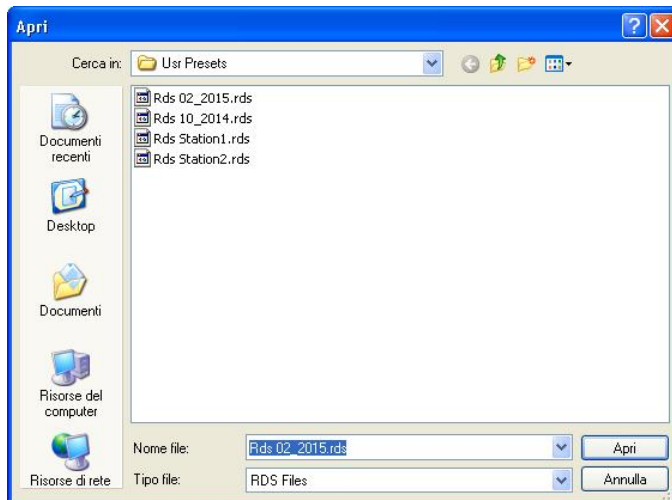 Apri
Cerca in:
Usr Presets
Rds 02_2015.rds
Rds 10_2014.rds
Rds Station1.rds
Rds Station2.rds
Documenti
recenti
Desktop
Documenti
Risorse del
computer
Risorse di rete
Nome file:
Rds 02_2015.rds
Apri
Tipo file:
RDS Files
Annulla